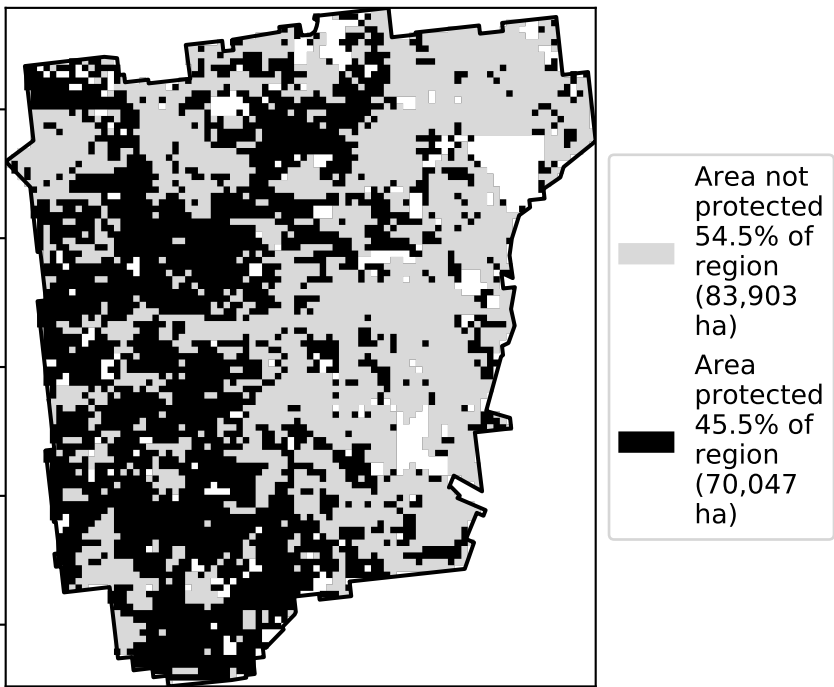 Area not
protected
54.5% of
region
(83,903
ha)
Area
protected
45.5% of
region
(70,047
ha)